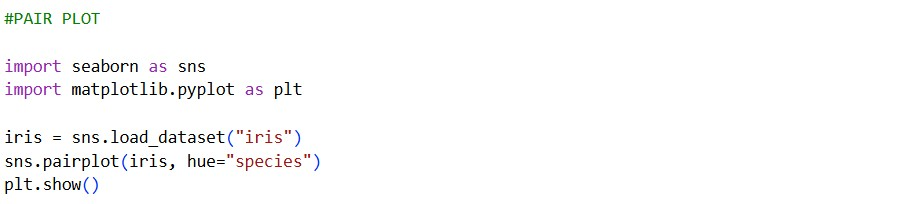 #PAIR PLOT
import seaborn as sns
import matplotlib.pyplot as plt
iris = sns.load_dataset("iris")
sns.pairplot(iris, hue="species")
plt.show()